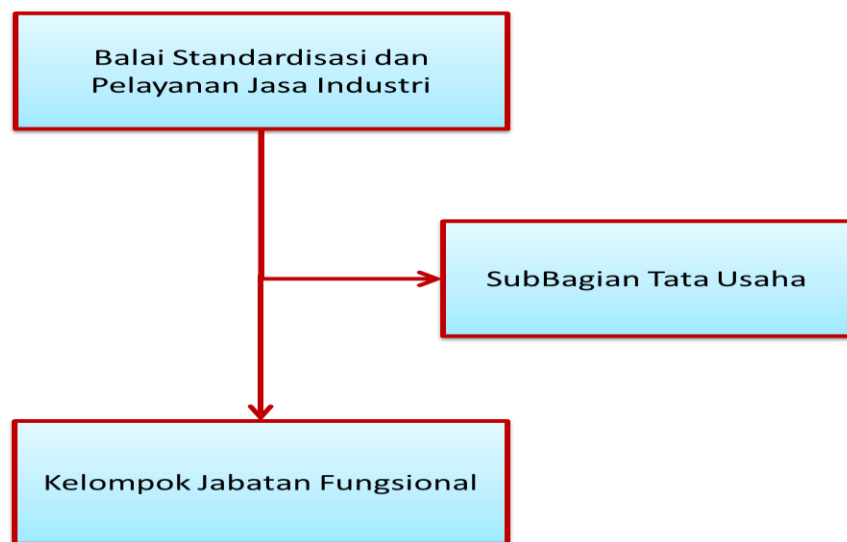 Balai Standardisasi dan
Pelayanan Jasa Industri
SubBagian Tata Usaha
Kelompok Jabatan Fungsional